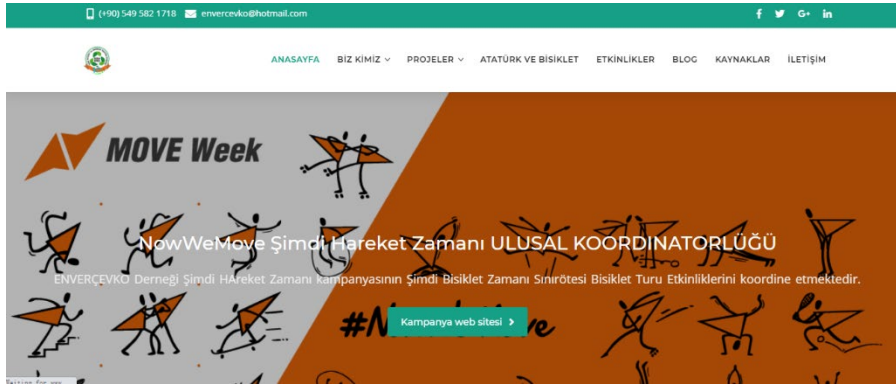 (+90) 549 582 1718 envercevko@hotmail.com
ANASAYFA BİZ KİMİZ PROJELER ATATÜRK VE BİSİKLET ETKİNLİKLER BLOG KAYNAKLAR İLETİŞİM
MOVE Week
NowWeMove Şimdi Hareket Zamanı ULUSAL KOORDINATORLÜĞÜ
ENVERÇEVKO Derneği Şimdi HAreket Zamanı kampanyasının Şimdi Bisiklet Zamanı Sınırötesi Bisiklet Turu Etkinliklerini koordine etmektedir.
Kampanya web sitesi